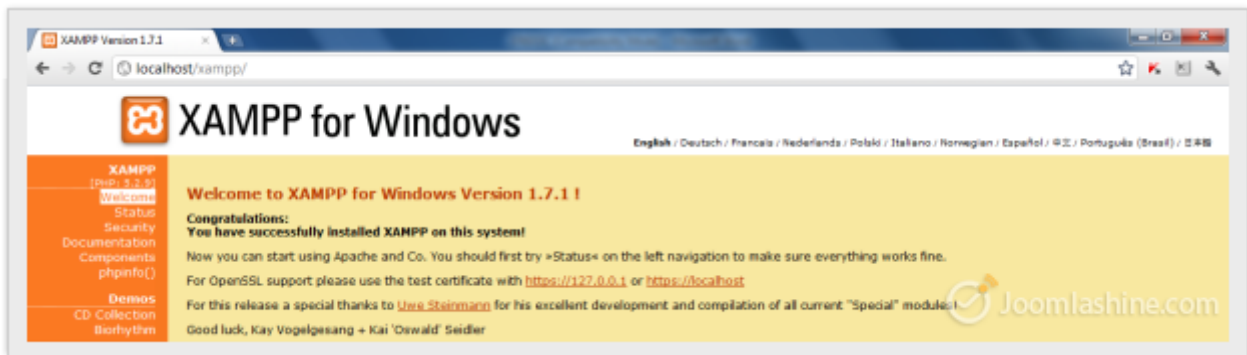 XAMPP Version 1.7.1
localhost/xampp/
XAMPP for Windows
English / Deutsch / Francais / Nederlands / Polski / Italiano / Norwegian / Español / 中文 / Português (Brasil) / 日本語
XAMPP
[PHP: 5.2.9]
Welcome
Status
Security
Documentation
Components
phpinfo()
Demos
CD Collection
Biorhythm
Welcome to XAMPP for Windows Version 1.7.1 !
Congratulations:
You have successfully installed XAMPP on this system!
Now you can start using Apache and Co. You should first try »Status« on the left navigation to make sure everything works fine.
For OpenSSL support please use the test certificate with https://127.0.0.1 or https://localhost
For this release a special thanks to Uwe Steinmann for his excellent development and compilation of all current "Special" modules!
Good luck, Kay Vogelgesang + Kai 'Oswald' Seidler
Joomlashine.com